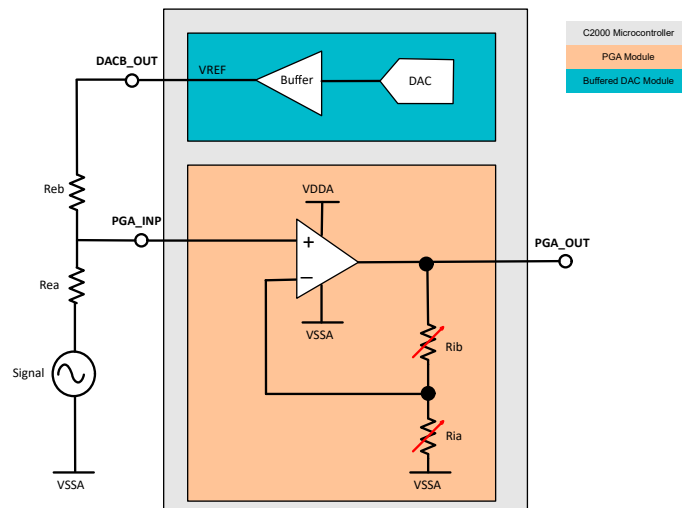 C2000 Microcontroller
PGA Module
Buffered DAC Module
DACB_OUT
VREF
Buffer
DAC
Reb
PGA_INP
VDDA
+
−
PGA_OUT
Rea
VSSA
Rib
Signal
Ria
VSSA
VSSA